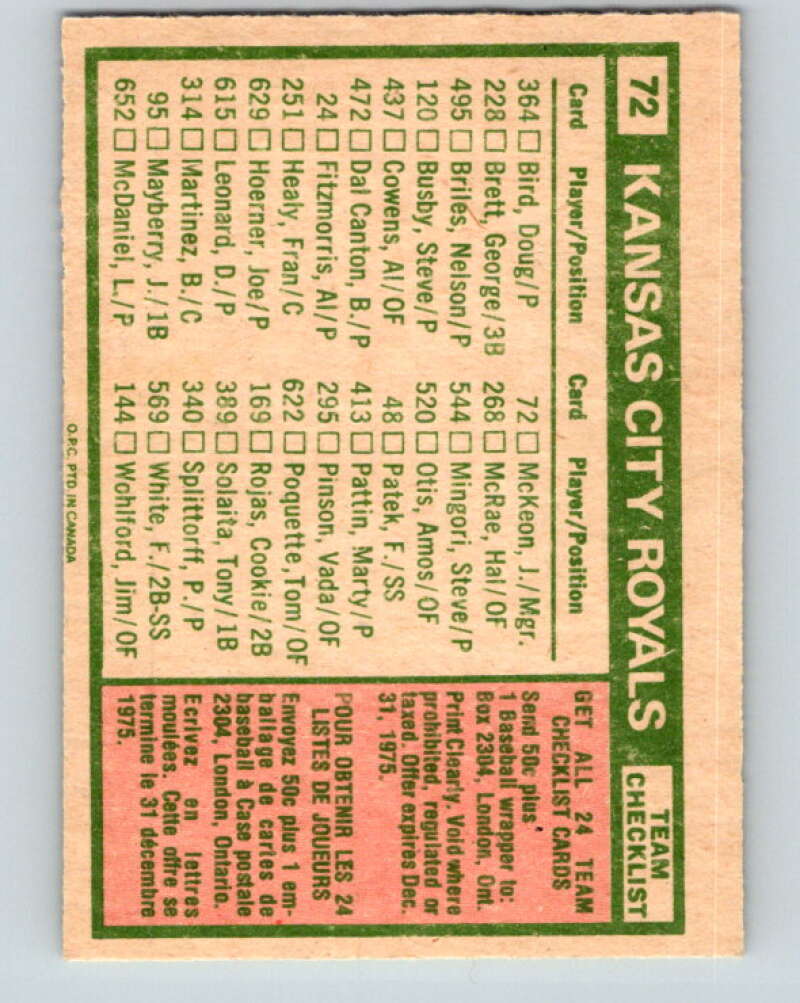 72 KANSAS CITY ROYALS
TEAM
CHECKLIST
Card Player/Position
364 Bird, Doug/P
228 Brett, George/3B
495 Briles, Nelson/P
120 Busby, Steve/P
437 Cowens, Al/OF
472 Dal Canton, B./P
24 Fitzmorris, Al/P
251 Healy, Fran/C
629 Hoerner, Joe/P
615 Leonard, D./P
314 Martinez, B./C
95 Mayberry, J./1B
652 McDaniel, L./P
Card Player/Position
72 McKeon, J./Mgr.
268 McRae, Hal/OF
544 Mingori, Steve/P
520 Otis, Amos/OF
48 Patek, F./SS
413 Pattin, Marty/P
295 Pinson, Vada/OF
622 Poquette, Tom/OF
169 Rojas, Cookie/2B
389 Solaita, Tony/1B
340 Splittorff, P./P
569 White, F./2B-SS
144 Wohlford, Jim/OF
GET ALL 24 TEAM
CHECKLIST CARDS
Send 50c plus
1 Baseball wrapper to:
Box 2304, London, Ont.
Print Clearly. Void where
prohibited, regulated or
taxed. Offer expires Dec.
31, 1975.
POUR OBTENIR LES 24
LISTES DE JOUEURS
Envoyez 50c plus 1 em-
ballage de cartes de
baseball à Case postale
2304, London, Ontario.
Ecrivez en lettres
moulées. Cette offre se
termine le 31 décembre
1975.
O.P.C. PTD. IN CANADA